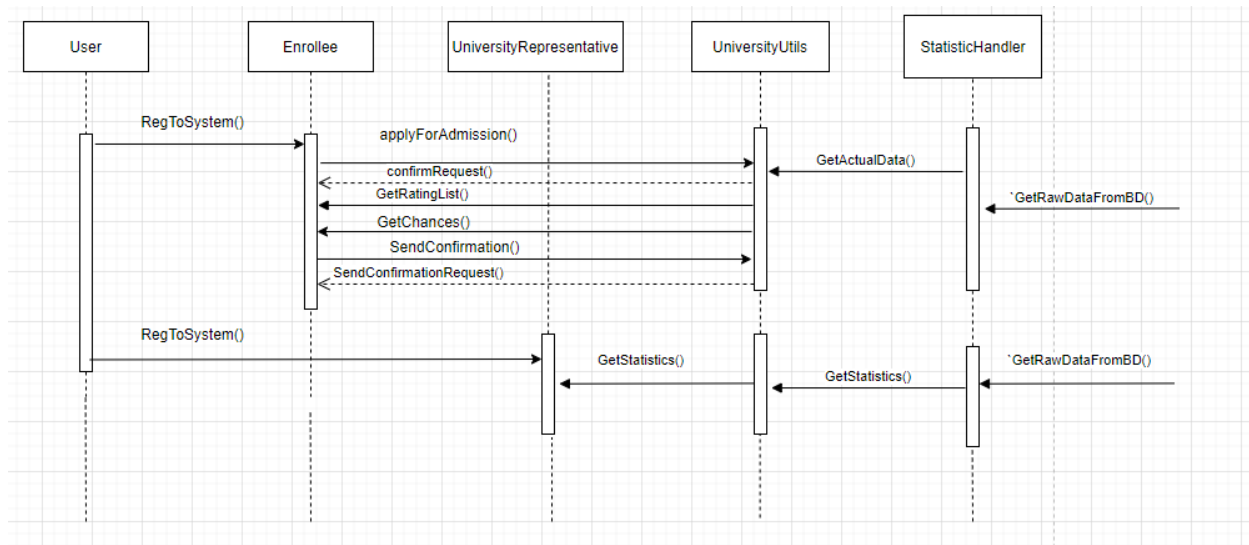 User
Enrollee
UniversityRepresentative
UniversityUtils
StatisticHandler
RegToSystem()
applyForAdmission()
GetActualData()
confirmRequest()
GetRatingList()
`GetRawDataFromBD()
GetChances()
SendConfirmation()
SendConfirmationRequest()
RegToSystem()
GetStatistics()
GetStatistics()
`GetRawDataFromBD()